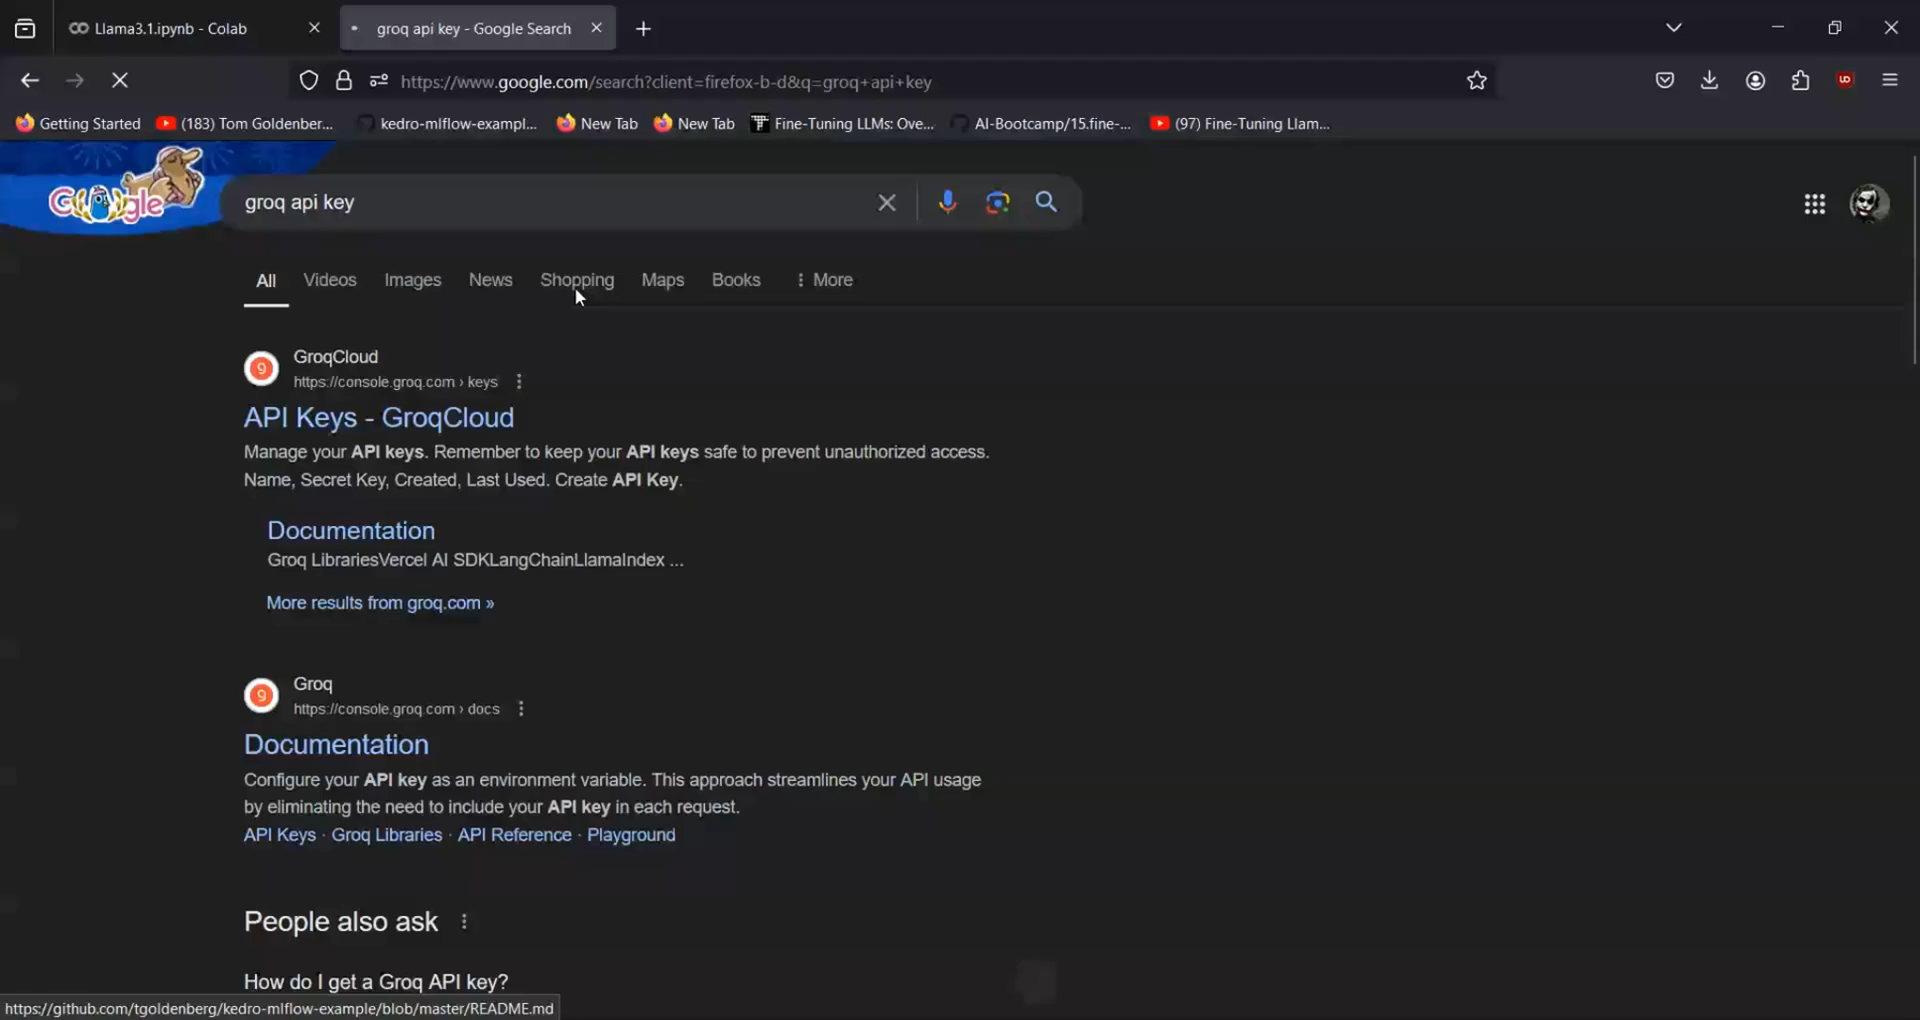 Llama3.1.ipynb - Colab
groq api key - Google Search
https://www.google.com/search?client=firefox-b-d&q=groq+api+key
Getting Started
(183) Tom Goldenber...
kedro-mlflow-exampl...
New Tab
New Tab
Fine-Tuning LLMs: Ove...
AI-Bootcamp/15.fine-...
(97) Fine-Tuning Llam...
Google
groq api key
All
Videos
Images
News
Shopping
Maps
Books
More
GroqCloud
https://console.groq.com › keys
API Keys - GroqCloud
Manage your API keys. Remember to keep your API keys safe to prevent unauthorized access.
Name, Secret Key, Created, Last Used. Create API Key.
Documentation
Groq LibrariesVercel AI SDKLangChainLlamaIndex ...
More results from groq.com »
Groq
https://console.groq.com › docs
Documentation
Configure your API key as an environment variable. This approach streamlines your API usage
by eliminating the need to include your API key in each request.
API Keys · Groq Libraries · API Reference · Playground
People also ask
How do I get a Groq API key?
https://github.com/tgoldenberg/kedro-mlflow-example/blob/master/README.md